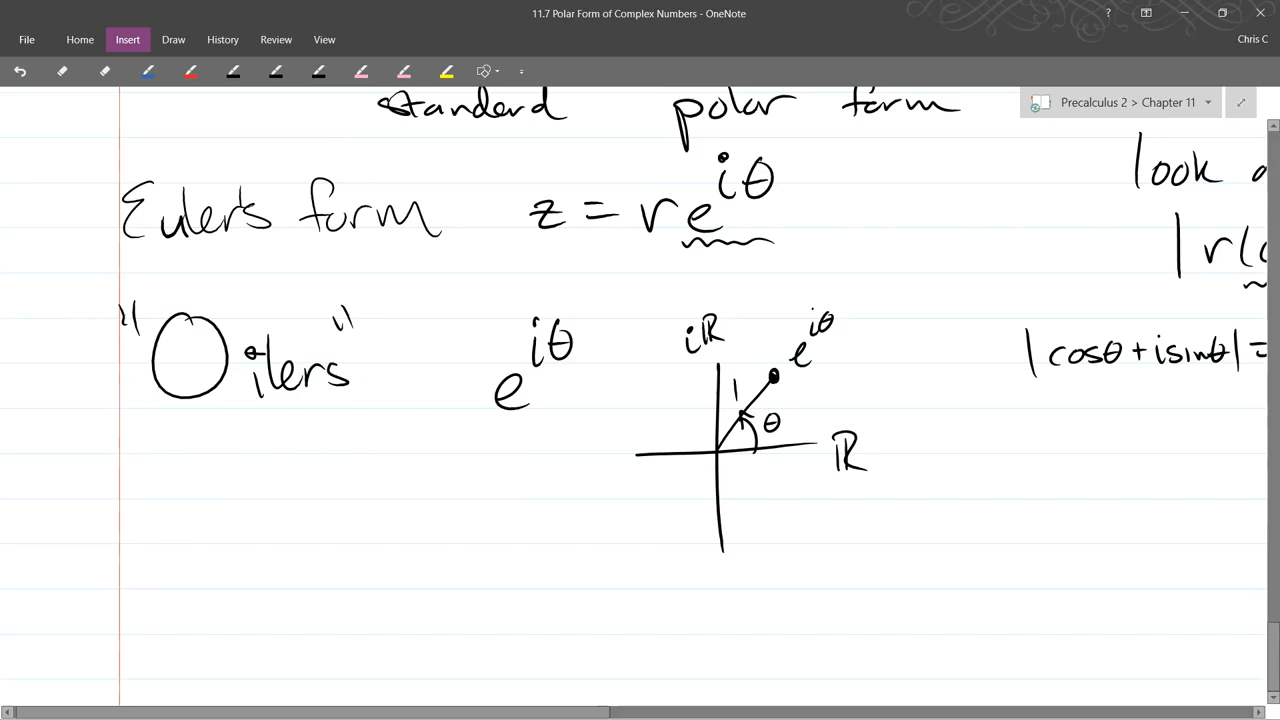 11.7 Polar Form of Complex Numbers - OneNote
File Home Insert Draw History Review View
Chris C
Precalculus 2 > Chapter 11
standard polar form
look
Euler's form z = re^{iθ}
|r(
"Oilers" e^{iθ}
iℝ e^{iθ}
1 θ
ℝ
|cosθ+isinθ|=